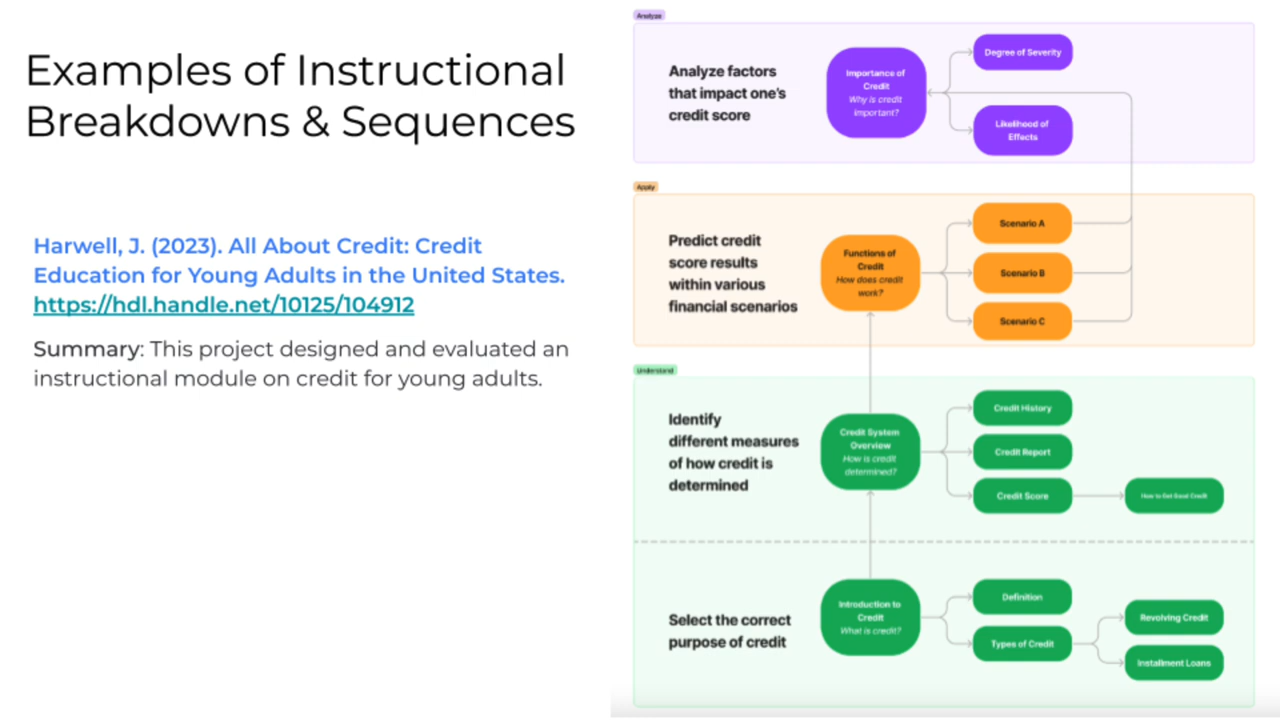 Examples of Instructional
Breakdowns & Sequences
Harwell, J. (2023). All About Credit: Credit
Education for Young Adults in the United States.
https://hdl.handle.net/10125/104912
Summary: This project designed and evaluated an
instructional module on credit for young adults.
Analyze
Analyze factors
that impact one's
credit score
Importance of
Credit
Why is credit
important?
Degree of Severity
Likelihood of
Effects
Apply
Predict credit
score results
within various
financial scenarios
Functions of
Credit
How does credit
work?
Scenario A
Scenario B
Scenario C
Understand
Identify
different measures
of how credit is
determined
Credit System
Overview
How is credit
determined?
Credit History
Credit Report
Credit Score
How to Get Good Credit
Select the correct
purpose of credit
Introduction to
Credit
What is credit?
Definition
Types of Credit
Revolving Credit
Installment Loans